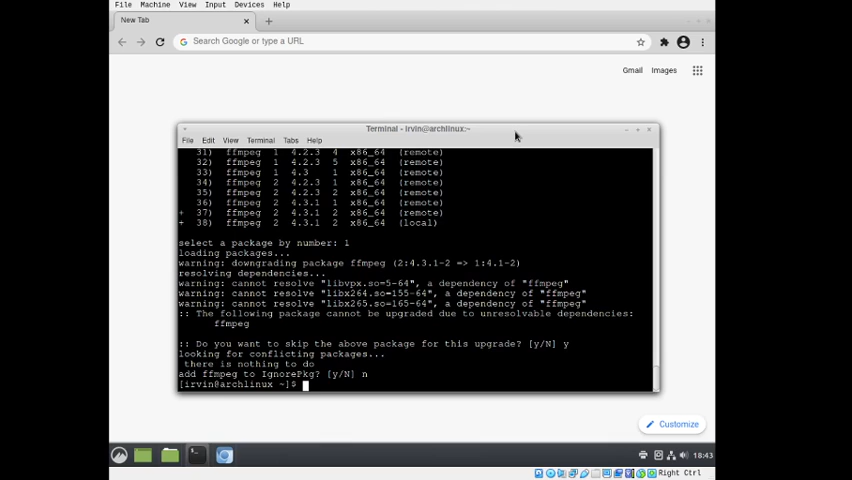 File Machine View Input Devices Help
New Tab
Search Google or type a URL
Gmail Images
Terminal - irvin@archlinux:~
File Edit View Terminal Tabs Help
31) ffmpeg 1 4.2.3 4 x86_64 (remote)
32) ffmpeg 1 4.2.3 5 x86_64 (remote)
33) ffmpeg 1 4.3 1 x86_64 (remote)
34) ffmpeg 2 4.2.3 1 x86_64 (remote)
35) ffmpeg 2 4.2.3 2 x86_64 (remote)
36) ffmpeg 2 4.3.1 1 x86_64 (remote)
+ 37) ffmpeg 2 4.3.1 2 x86_64 (remote)
+ 38) ffmpeg 2 4.3.1 2 x86_64 (local)
select a package by number: 1
loading packages...
warning: downgrading package ffmpeg (2:4.3.1-2 => 1:4.1-2)
resolving dependencies...
warning: cannot resolve "libvpx.so=5-64", a dependency of "ffmpeg"
warning: cannot resolve "libx264.so=155-64", a dependency of "ffmpeg"
warning: cannot resolve "libx265.so=165-64", a dependency of "ffmpeg"
:: The following package cannot be upgraded due to unresolvable dependencies:
ffmpeg
:: Do you want to skip the above package for this upgrade? [y/N] y
looking for conflicting packages...
there is nothing to do
add ffmpeg to IgnorePkg? [y/N] n
[irvin@archlinux ~]$
Customize
18:43
Right Ctrl